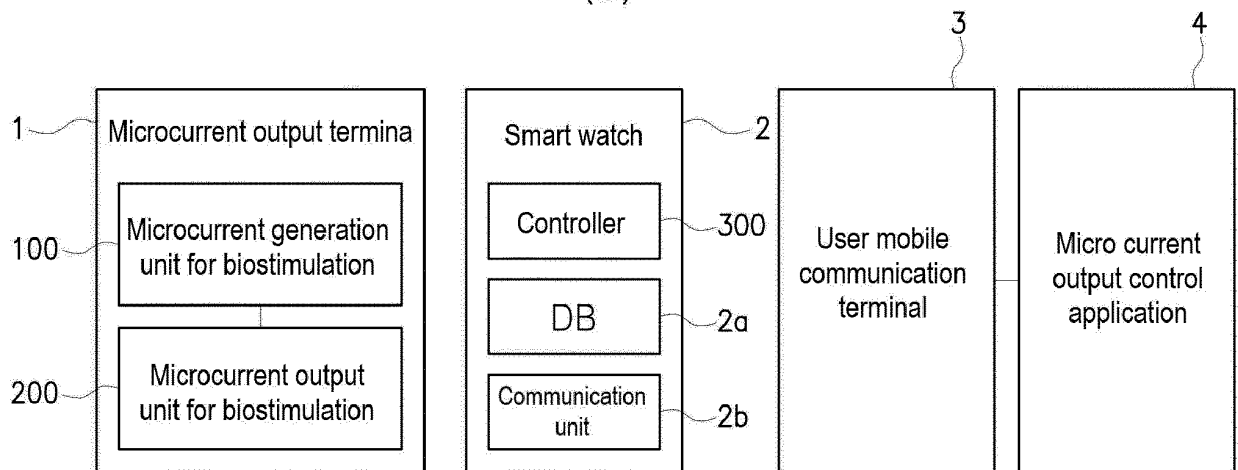 3
4
1
Microcurrent output termina
Smart watch
2
100
Microcurrent generation
unit for biostimulation
Controller
300
User mobile
communication
terminal
Micro current
output control
application
DB
2a
200
Microcurrent output
unit for biostimulation
Communication
unit
2b